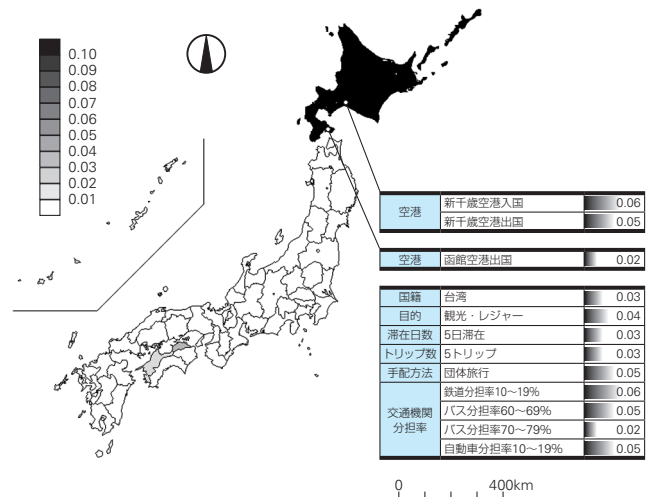 0.10
0.09
0.08
0.07
0.06
0.05
0.04
0.03
0.02
0.01
空港
新千歳空港入国 0.06
新千歳空港出国 0.05
空港 函館空港出国 0.02
国籍 台湾 0.03
目的 観光・レジャー 0.04
滞在日数 5日滞在 0.03
トリップ数 5トリップ 0.03
手配方法 団体旅行 0.05
交通機関
分担率
鉄道分担率10〜19% 0.06
バス分担率60〜69% 0.05
バス分担率70〜79% 0.02
自動車分担率10〜19% 0.05
0 400km